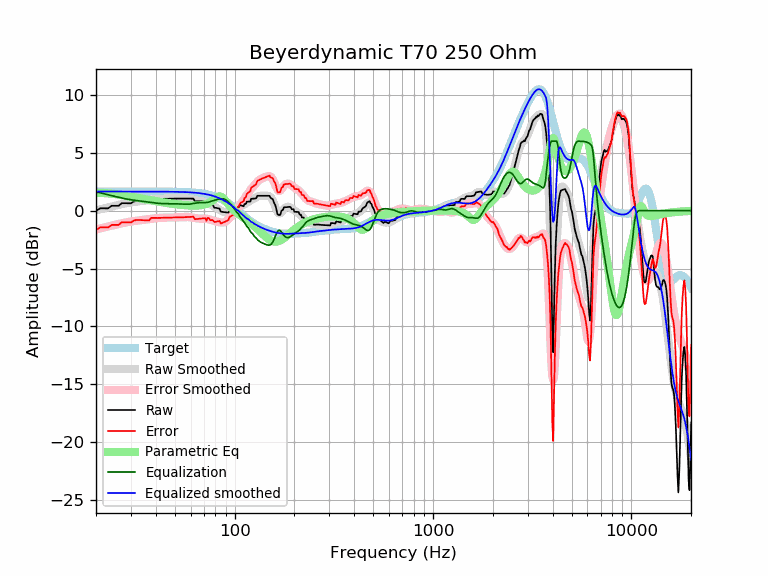 Beyerdynamic T70 250 Ohm
Amplitude (dBr)
10
5
0
−5
−10
−15
−20
−25
Target
Raw Smoothed
Error Smoothed
Raw
Error
Parametric Eq
Equalization
Equalized smoothed
100
1000
10000
Frequency (Hz)